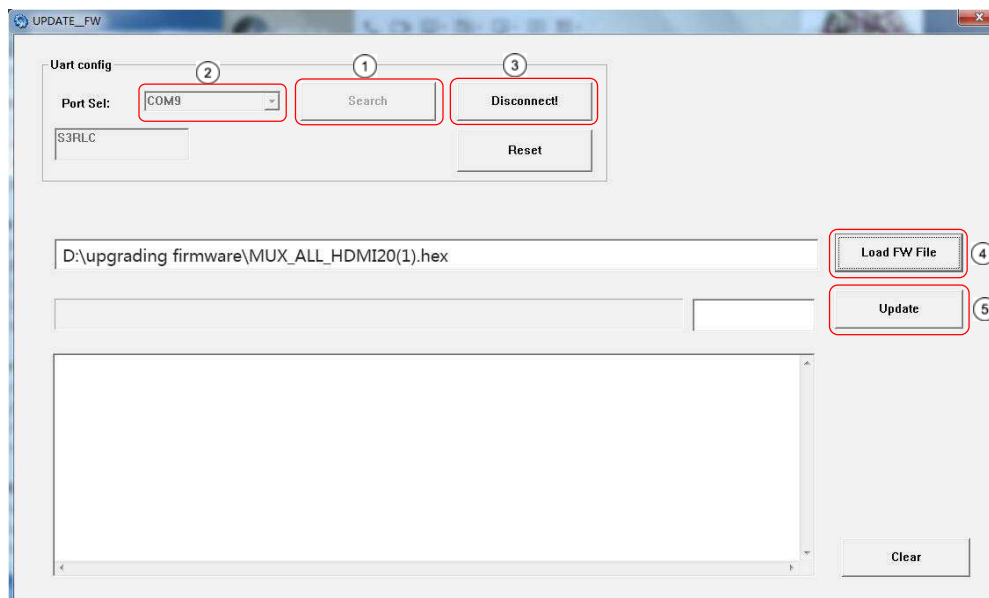 UPDATE_FW
Uart config
2
1
3
Port Sel:
COM9
Search
Disconnect!
S3RLC
Reset
D:\upgrading firmware\MUX_ALL_HDMI20(1).hex
Load FW File
4
Update
5
Clear